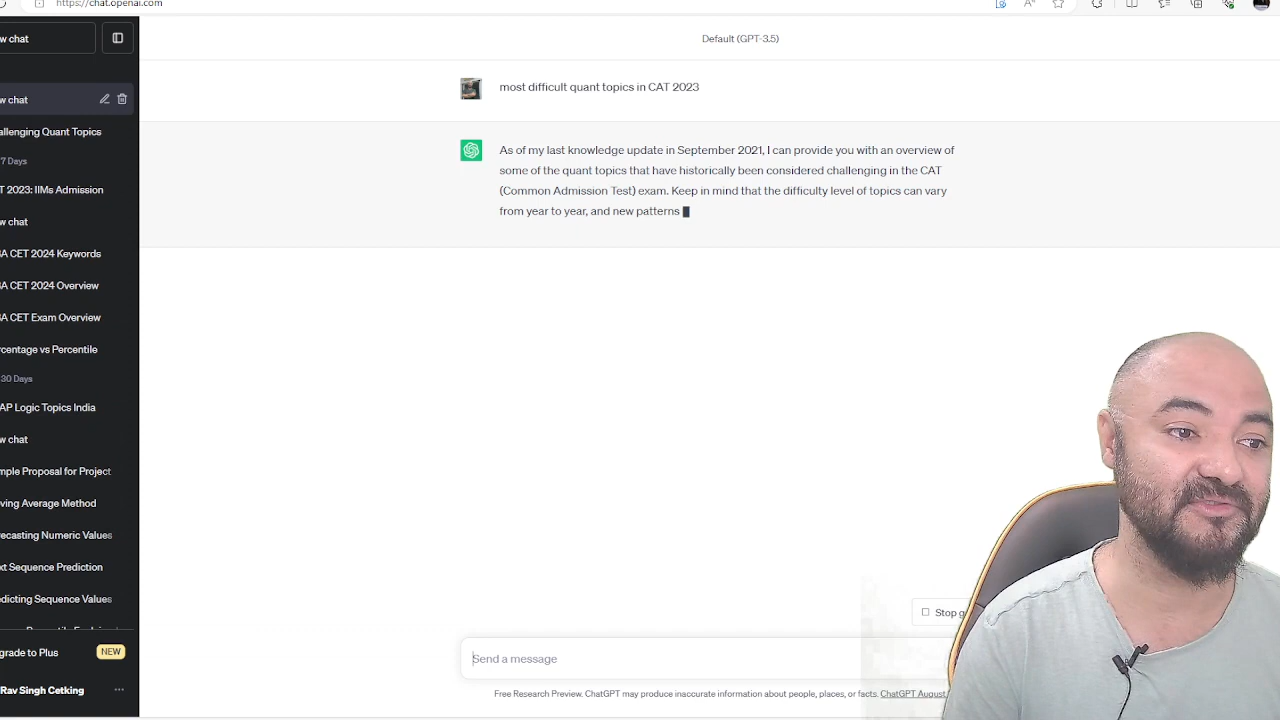 https://chat.openai.com
w chat
Default (GPT-3.5)
most difficult quant topics in CAT 2023
w chat
allenging Quant Topics
7 Days
T 2023: IIMs Admission
w chat
A CET 2024 Keywords
A CET 2024 Overview
A CET Exam Overview
centage vs Percentile
30 Days
AP Logic Topics India
w chat
mple Proposal for Project
ving Average Method
ecasting Numeric Values
xt Sequence Prediction
dicting Sequence Values
grade to Plus
NEW
Rav Singh Cetking
As of my last knowledge update in September 2021, I can provide you with an overview of
some of the quant topics that have historically been considered challenging in the CAT
(Common Admission Test) exam. Keep in mind that the difficulty level of topics can vary
from year to year, and new patterns
Stop g
Send a message
Free Research Preview. ChatGPT may produce inaccurate information about people, places, or facts. ChatGPT August